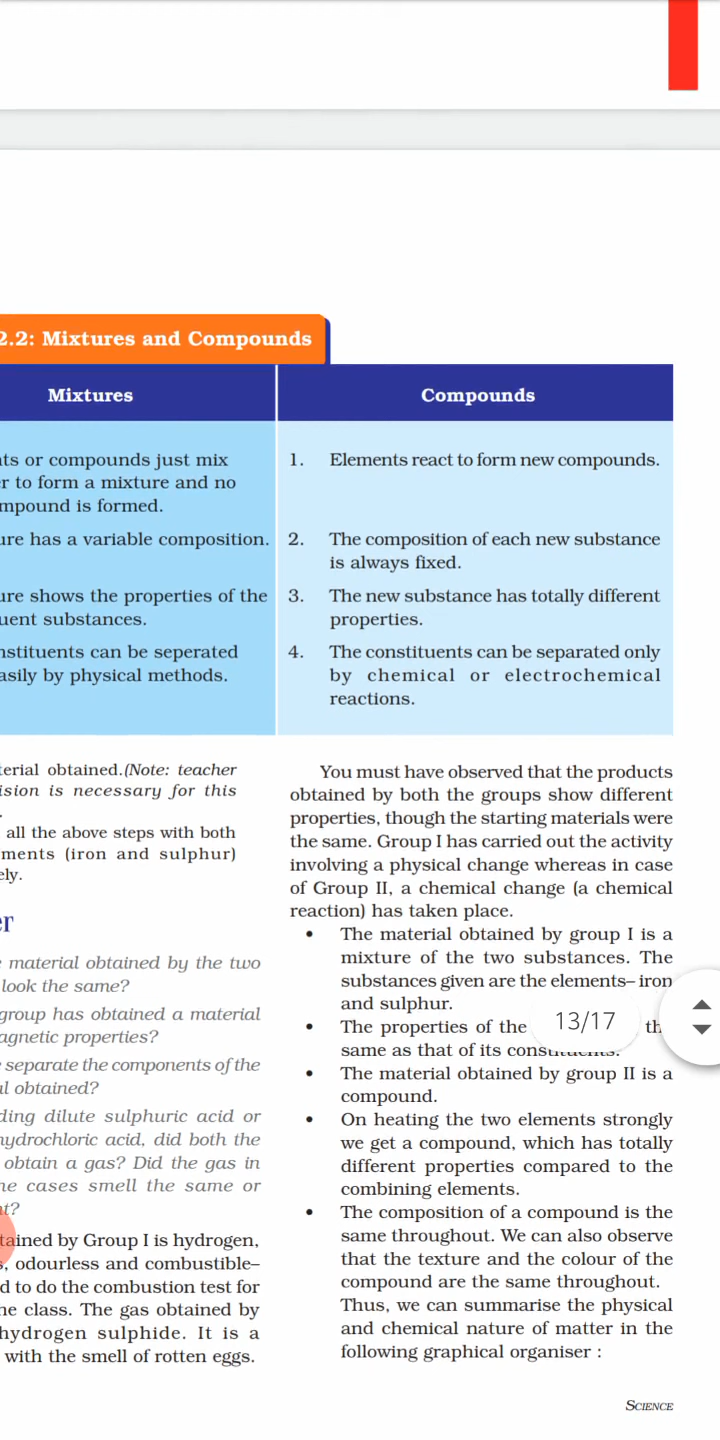 2.2: Mixtures and Compounds
Mixtures
Compounds
nts or compounds just mix
er to form a mixture and no
mpound is formed.
ure has a variable composition.
ure shows the properties of the
uent substances.
nstituents can be seperated
asily by physical methods.
1. Elements react to form new compounds.
2. The composition of each new substance
is always fixed.
3. The new substance has totally different
properties.
4. The constituents can be separated only
by chemical or electrochemical
reactions.
terial obtained.(Note: teacher
ision is necessary for this
.
all the above steps with both
ments (iron and sulphur)
ely.
er
e material obtained by the two
look the same?
group has obtained a material
agnetic properties?
e separate the components of the
al obtained?
ding dilute sulphuric acid or
hydrochloric acid, did both the
obtain a gas? Did the gas in
he cases smell the same or
nt?
tained by Group I is hydrogen,
s, odourless and combustible–
d to do the combustion test for
he class. The gas obtained by
hydrogen sulphide. It is a
with the smell of rotten eggs.
You must have observed that the products
obtained by both the groups show different
properties, though the starting materials were
the same. Group I has carried out the activity
involving a physical change whereas in case
of Group II, a chemical change (a chemical
reaction) has taken place.
• The material obtained by group I is a
mixture of the two substances. The
substances given are the elements– iron
and sulphur.
• The properties of the th
same as that of its constituents.
• The material obtained by group II is a
compound.
• On heating the two elements strongly
we get a compound, which has totally
different properties compared to the
combining elements.
• The composition of a compound is the
same throughout. We can also observe
that the texture and the colour of the
compound are the same throughout.
Thus, we can summarise the physical
and chemical nature of matter in the
following graphical organiser :
13/17
SCIENCE